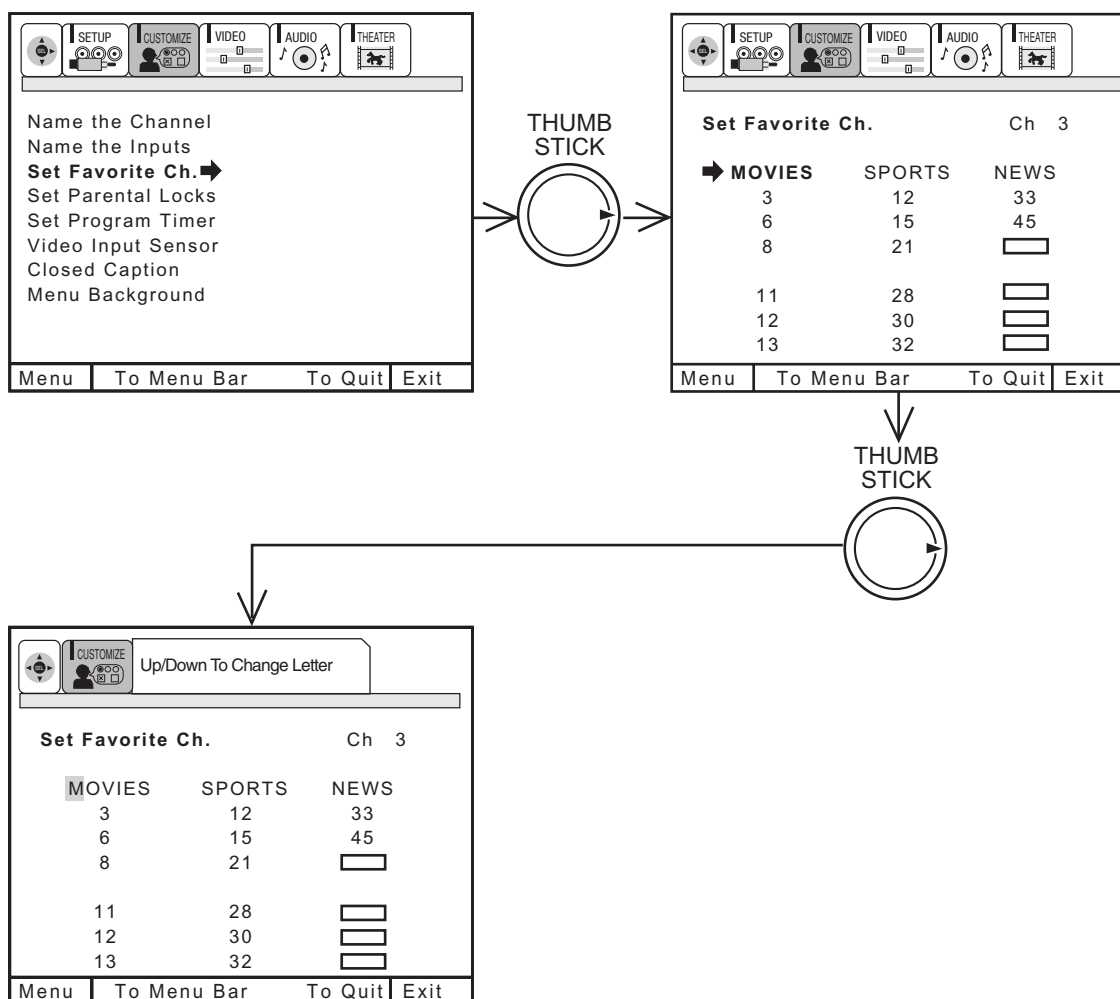 SEL SETUP CUSTOMIZE VIDEO AUDIO THEATER
Name the Channel
Name the Inputs
Set Favorite Ch.
Set Parental Locks
Set Program Timer
Video Input Sensor
Closed Caption
Menu Background
Menu To Menu Bar To Quit Exit
THUMB
STICK
SEL SETUP CUSTOMIZE VIDEO AUDIO THEATER
Set Favorite Ch. Ch 3
MOVIES SPORTS NEWS
3 12 33
6 15 45
8 21
11 28
12 30
13 32
Menu To Menu Bar To Quit Exit
THUMB
STICK
SEL CUSTOMIZE Up/Down To Change Letter
Set Favorite Ch. Ch 3
MOVIES SPORTS NEWS
3 12 33
6 15 45
8 21
11 28
12 30
13 32
Menu To Menu Bar To Quit Exit